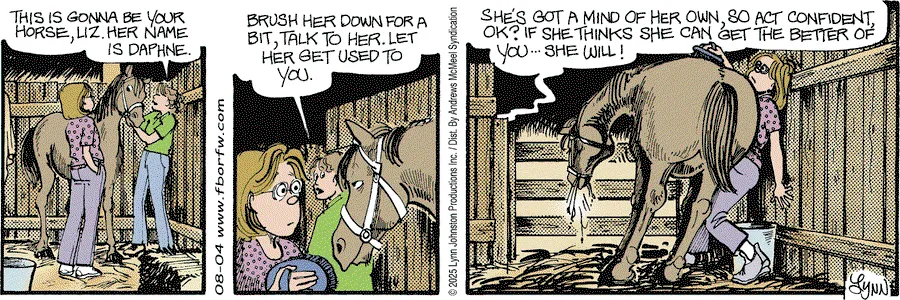 THIS IS GONNA BE YOUR
HORSE, LIZ. HER NAME
IS DAPHNE.
08-04 www.fborfw.com
BRUSH HER DOWN FOR A
BIT, TALK TO HER. LET
HER GET USED TO
YOU.
© 2025 Lynn Johnston Productions Inc. / Dist. By Andrews McMeel Syndication
SHE'S GOT A MIND OF HER OWN, SO ACT CONFIDENT,
OK? IF SHE THINKS SHE CAN GET THE BETTER OF
YOU... SHE WILL!
LYNN